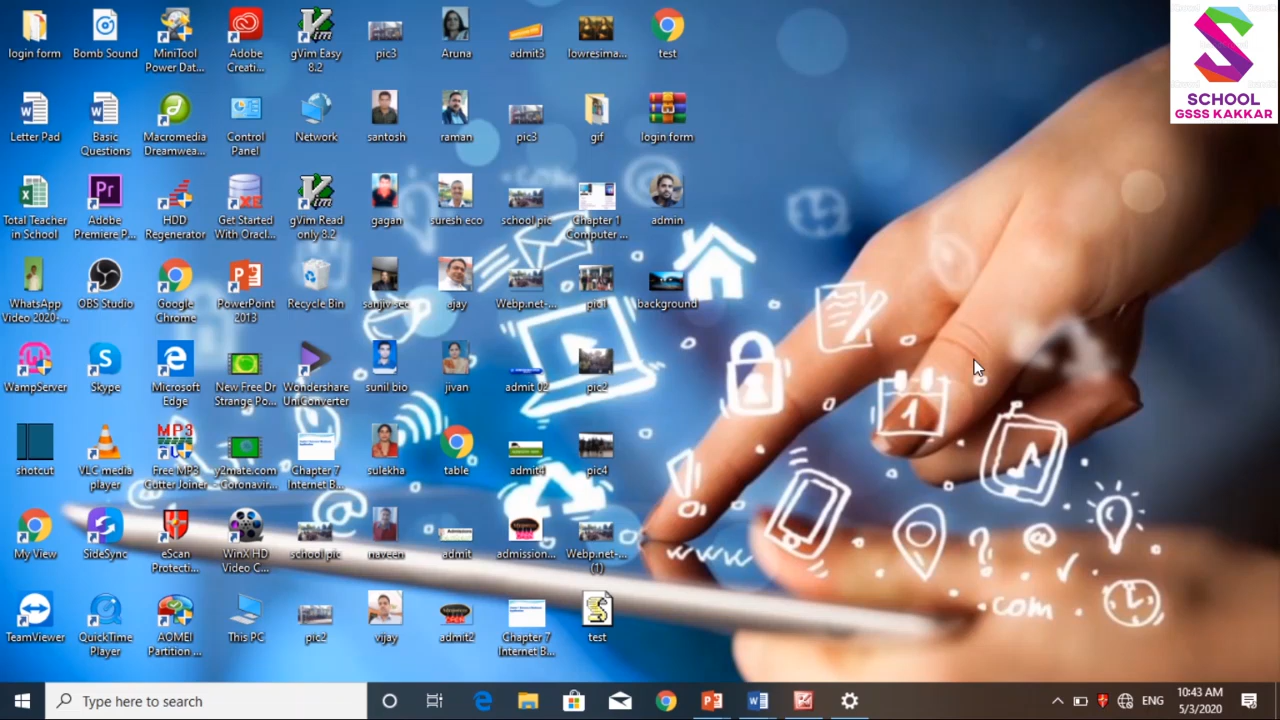 SCHOOL
GSSS KAKKAR
login form
Bomb Sound
MiniTool
Power Dat...
Adobe
Creati...
gVim Easy
8.2
pic3
Aruna
admit3
lowresima...
test
Letter Pad
Basic
Questions
Macromedia
Dreamwea...
Control
Panel
Network
santosh
raman
pic3
gif
login form
Total Teacher
in School
Adobe
Premiere P...
HDD
Regenerator
Get Started
With Oracl...
gVim Read
only 8.2
gagan
suresh eco
school pic
Chapter 1
Computer ...
admin
WhatsApp
Video 2020-...
OBS Studio
Google
Chrome
PowerPoint
2013
Recycle Bin
sanjiv sec
ajay
Webp.net-...
pic1
background
WampServer
Skype
Microsoft
Edge
New Free Dr
Strange Po...
Wondershare
UniConverter
sunil bio
jivan
admit 02
pic2
shotcut
VLC media
player
Free MP3
Cutter Joiner
y2mate.com
- Coronavir...
Chapter 7
Internet B...
sulekha
table
admit4
pic4
My View
SideSync
eScan
Protecti...
WinX HD
Video C...
school pic
naveen
admit
admission...
Webp.net-...
(1)
TeamViewer
QuickTime
Player
AOMEI
Partition ...
This PC
pic2
vijay
admit2
Chapter 7
Internet B...
test
www
.com
Type here to search
ENG
10:43 AM
5/3/2020